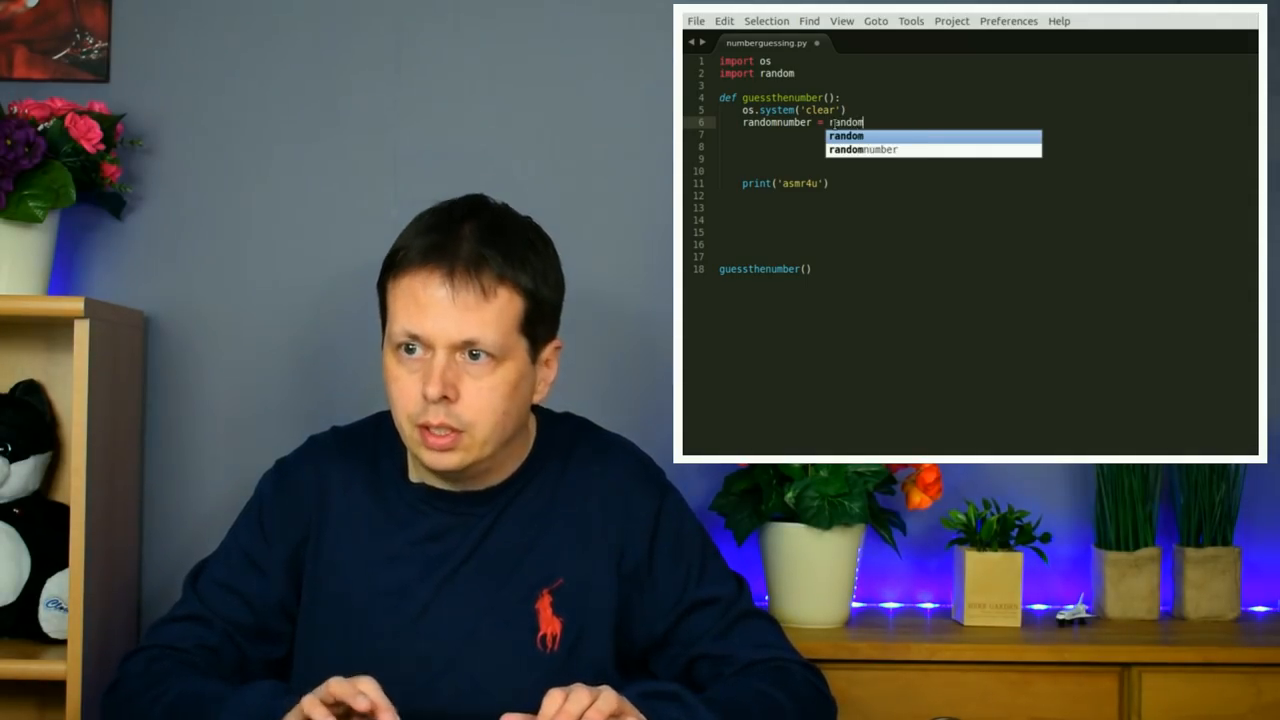 File Edit Selection Find View Goto Tools Project Preferences Help
numberguessing.py
1 import os
2 import random
3
4 def guessthenumber():
5 os.system('clear')
6 randomnumber = random
random
7
randomnumber
8
9
10
11 print('asmr4u')
12
13
14
15
16
17
18 guessthenumber()
HERB GARDEN